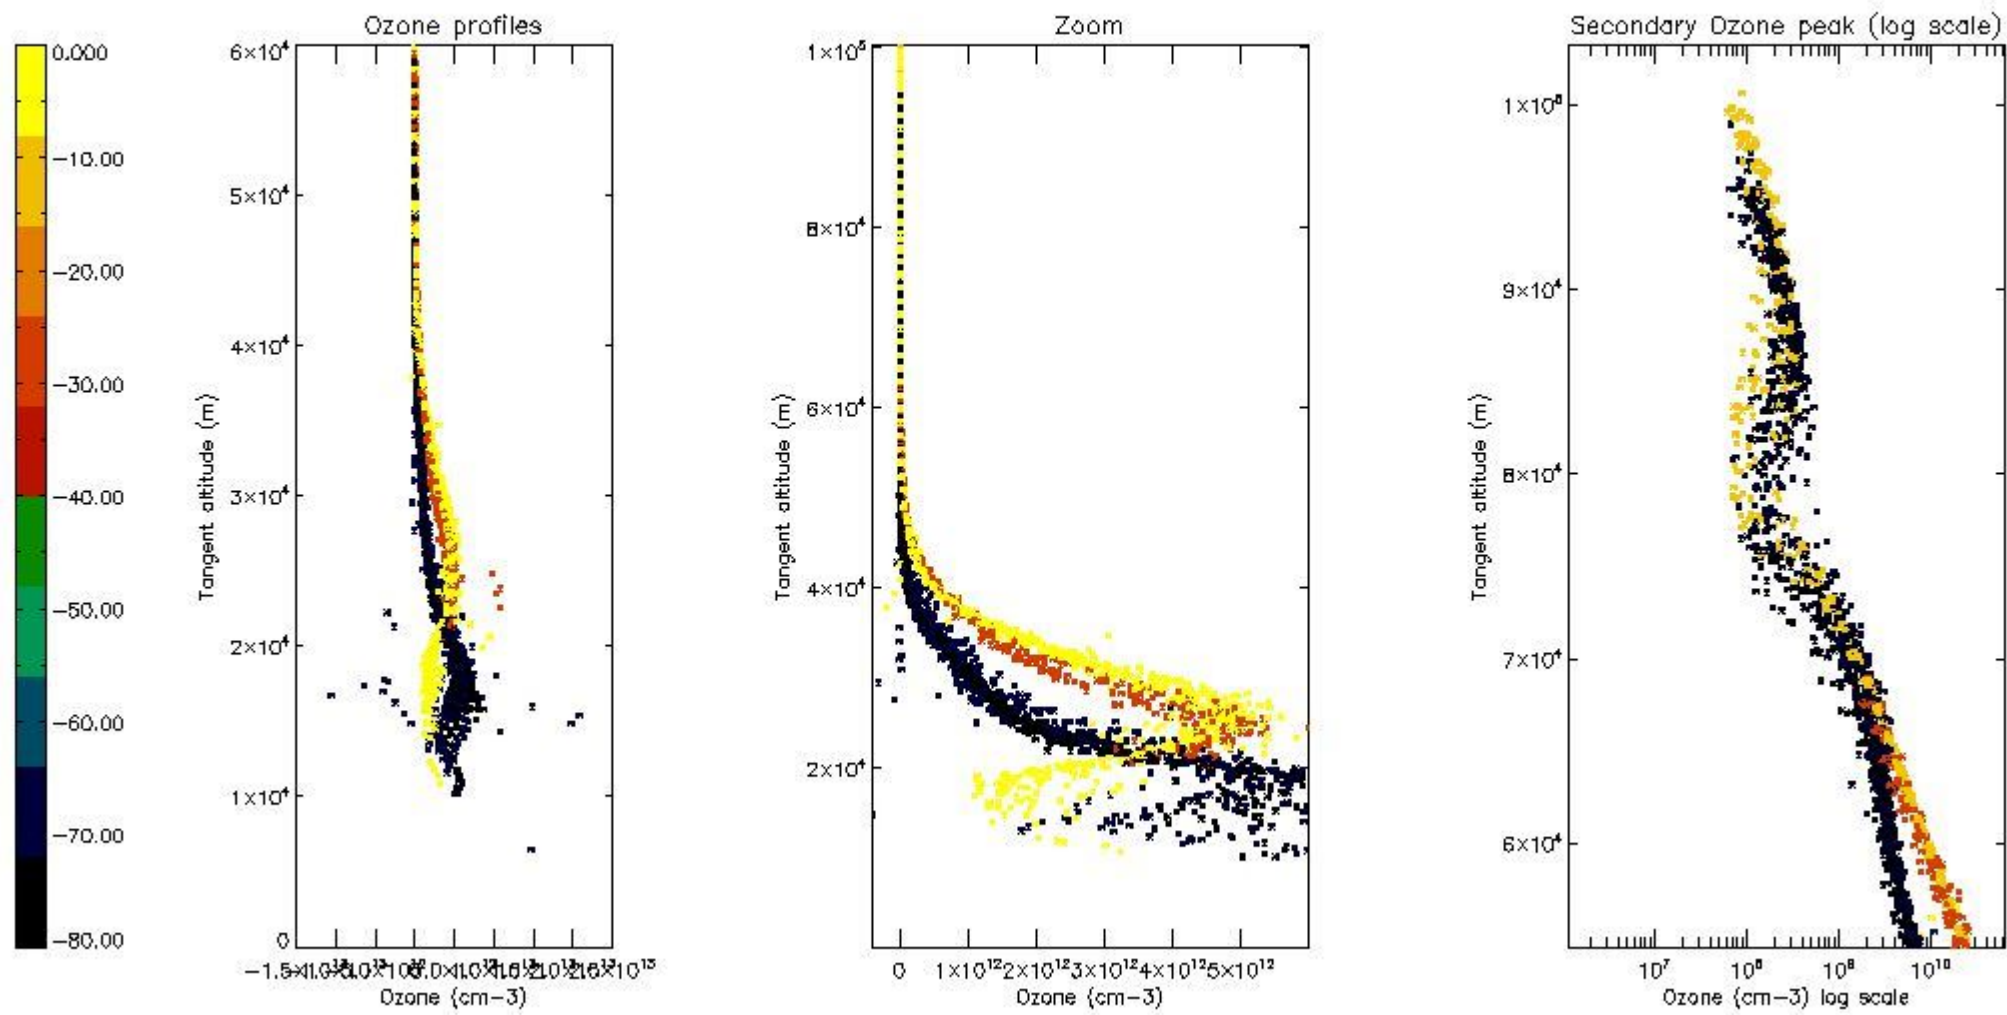 Ozone profiles
Zoom
Secondary Ozone peak (log scale)
0.000
−10.00
−20.00
−30.00
−40.00
−50.00
−60.00
−70.00
−80.00
6×10⁴
5×10⁴
4×10⁴
3×10⁴
2×10⁴
1×10⁴
0
Tangent altitude (m)
Ozone (cm−3)
1×10⁵
8×10⁴
6×10⁴
4×10⁴
2×10⁴
Tangent altitude (m)
0 1×10¹² 2×10¹² 3×10¹² 4×10¹² 5×10¹²
Ozone (cm−3)
9×10⁴
8×10⁴
7×10⁴
6×10⁴
Tangent altitude (m)
10⁷ 10⁸ 10⁹ 10¹⁰
Ozone (cm−3) log scale